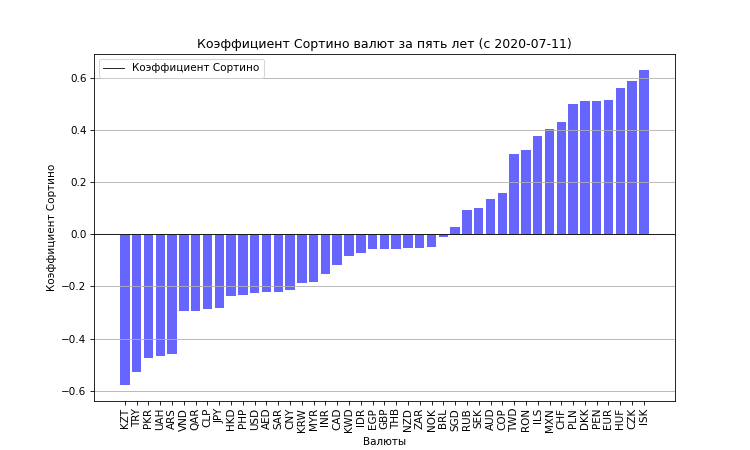 Коэффициент Сортино валют за пять лет (с 2020-07-11)
Коэффициент Сортино
0.6
0.4
0.2
0.0
−0.2
−0.4
−0.6
Коэффициент Сортино
KZT TRY PKR UAH ARS VND QAR CLP JPY HKD PHP USD AED SAR CNY KRW MYR INR CAD KWD IDR EGP GBP THB NZD ZAR NOK BRL SGD RUB SEK AUD COP TWD RON ILS MXN CHF PLN DKK PEN EUR HUF CZK ISK
Валюты